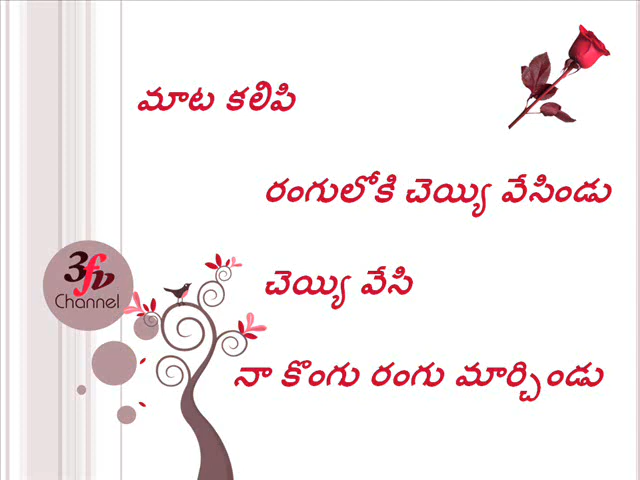 మాట కలిపి
రంగులోకి చెయ్యి వేసిండు
చెయ్యి వేసి
నా కొంగు రంగు మార్చిండు
3fv
Channel